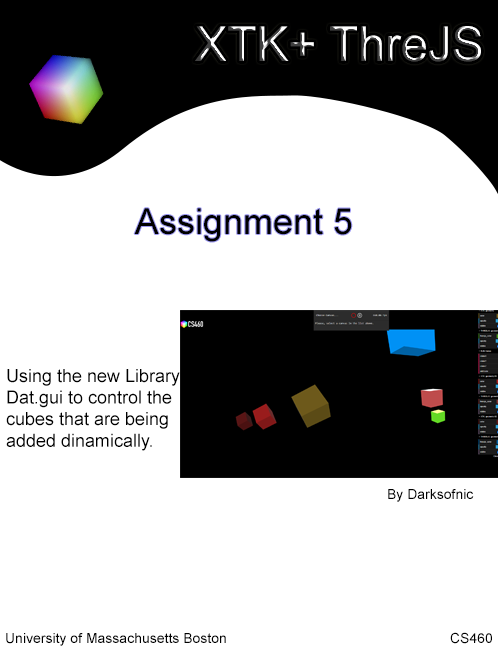 XTK+ ThreJS
Assignment 5
CS460
Using the new Library
Dat.gui to control the
cubes that are being
added dinamically.
By Darksofnic
University of Massachusetts Boston
CS460